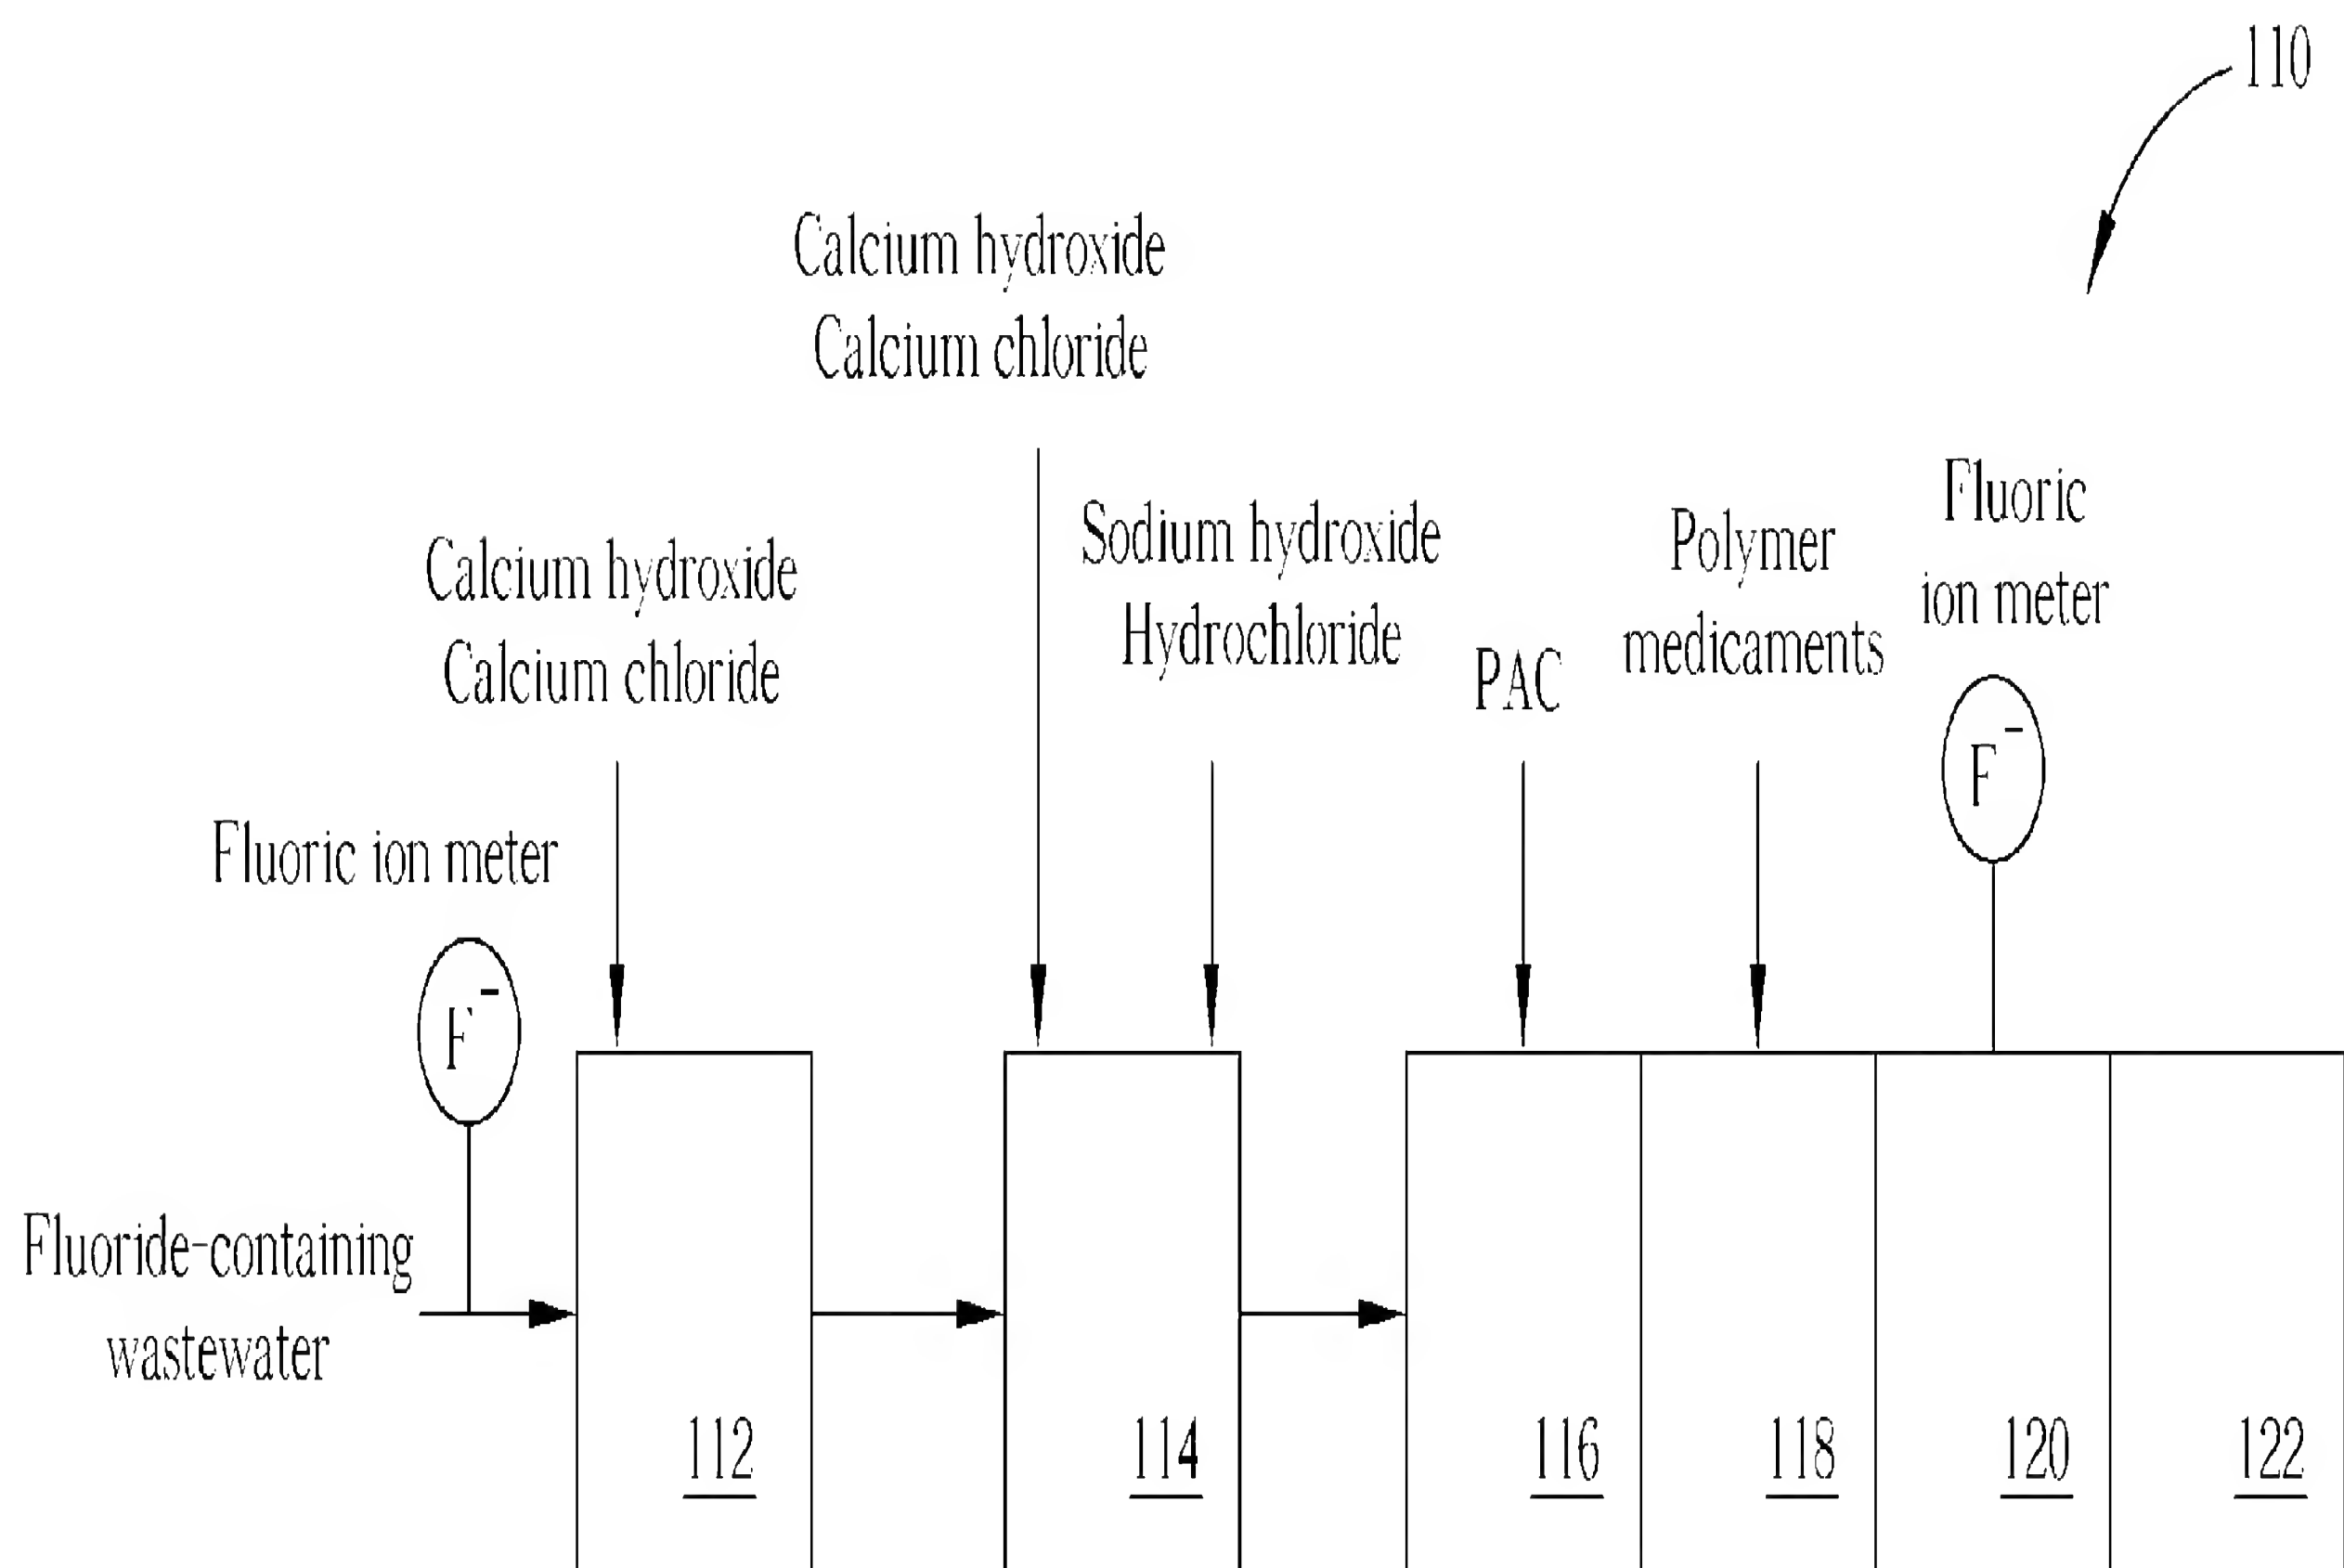 110
Calcium hydroxide
Calcium chloride
Calcium hydroxide
Calcium chloride
Sodium hydroxide
Hydrochloride
PAC
Polymer
medicaments
Fluoric
ion meter
F⁻
Fluoric ion meter
F⁻
Fluoride-containing
wastewater
112
114
116
118
120
122